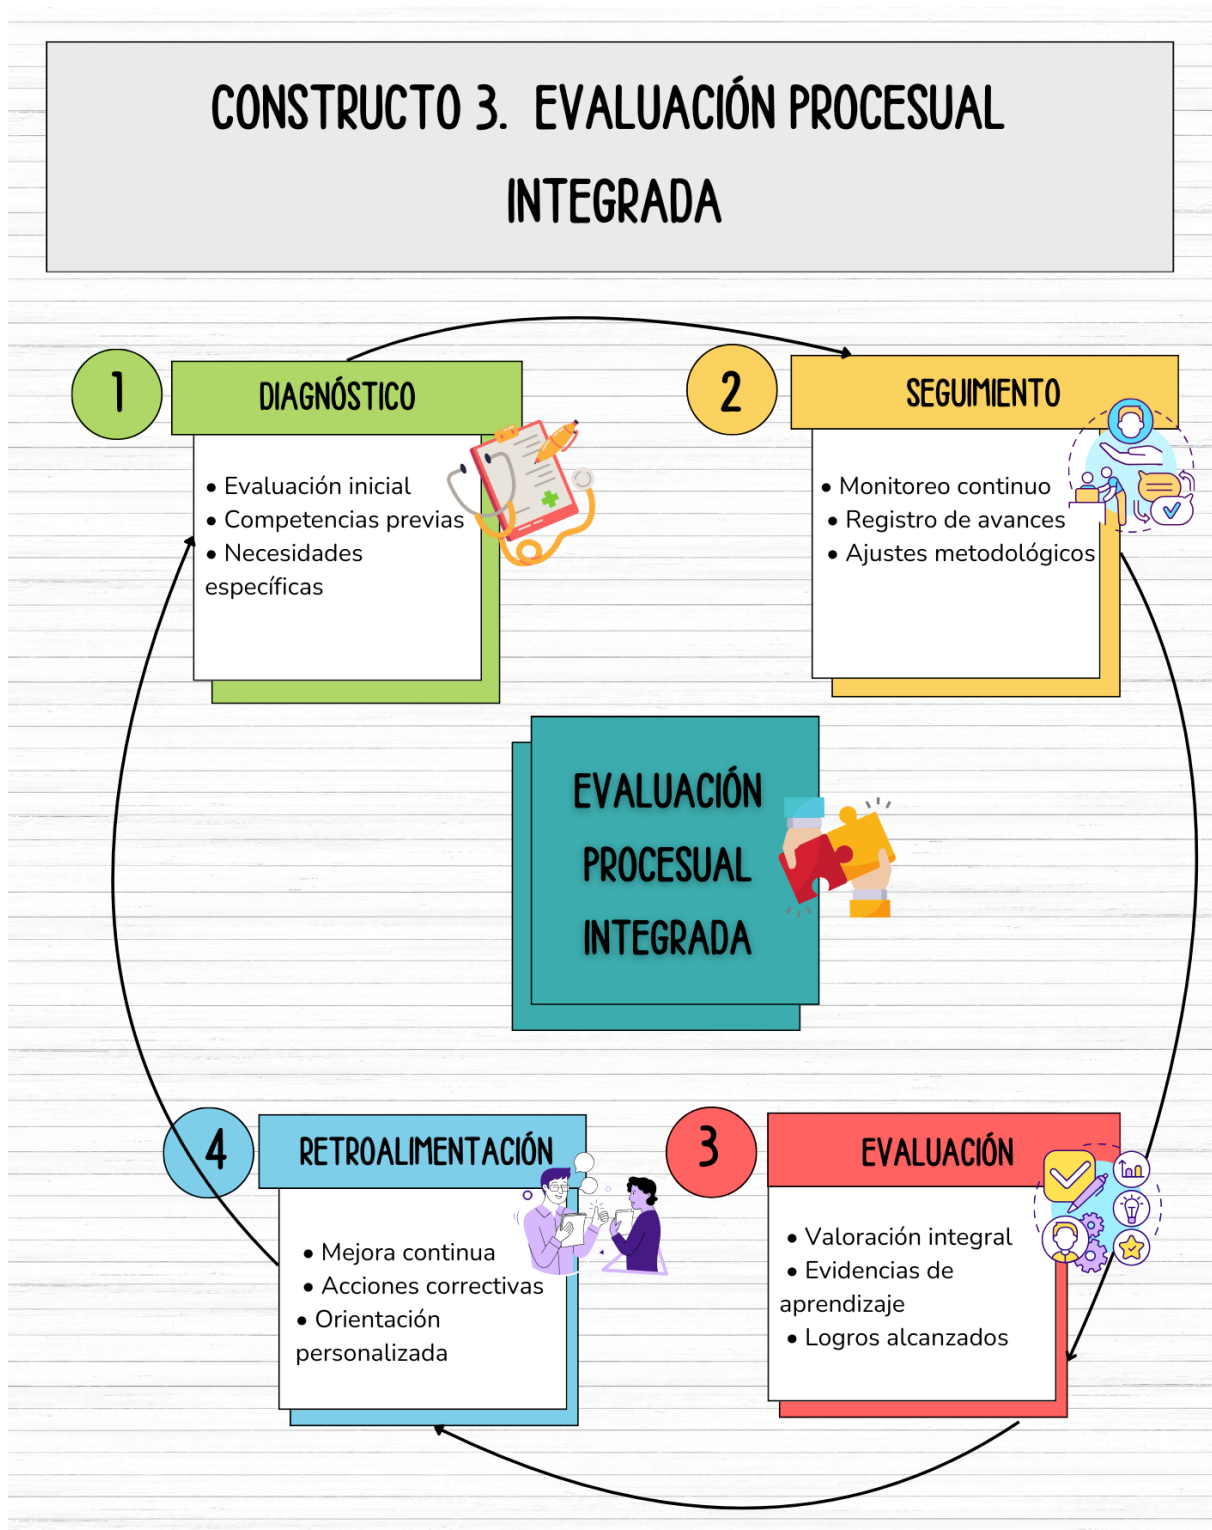 CONSTRUCTO 3. EVALUACIÓN PROCESUAL
INTEGRADA
1
DIAGNÓSTICO
• Evaluación inicial
• Competencias previas
• Necesidades
específicas
2
SEGUIMIENTO
• Monitoreo continuo
• Registro de avances
• Ajustes metodológicos
EVALUACIÓN
PROCESUAL
INTEGRADA
3
EVALUACIÓN
• Valoración integral
• Evidencias de
aprendizaje
• Logros alcanzados
4
RETROALIMENTACIÓN
• Mejora continua
• Acciones correctivas
• Orientación
personalizada